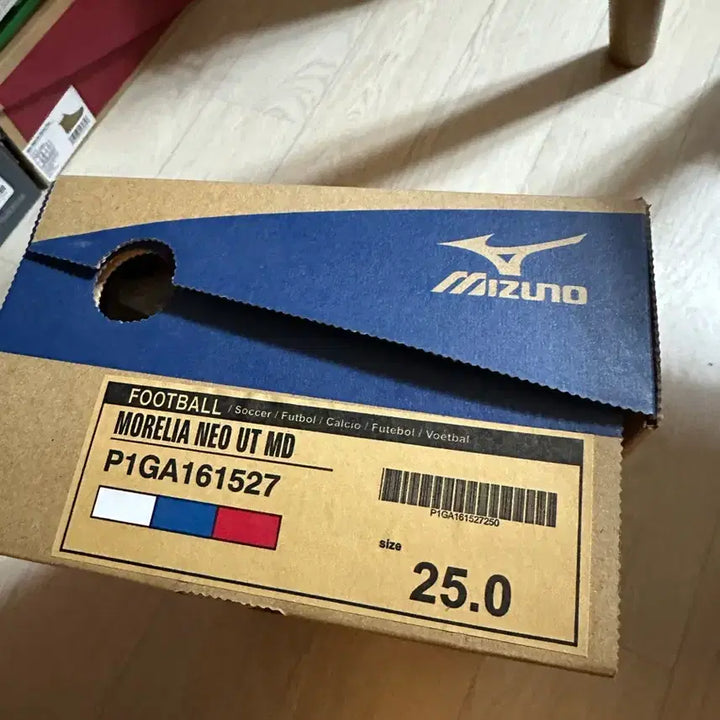 MIZUNO
FOOTBALL / Soccer / Futbol / Calcio / Futebol / Voetbal
MORELIA NEO UT MD
P1GA161527
P1GA161527250
size
25.0